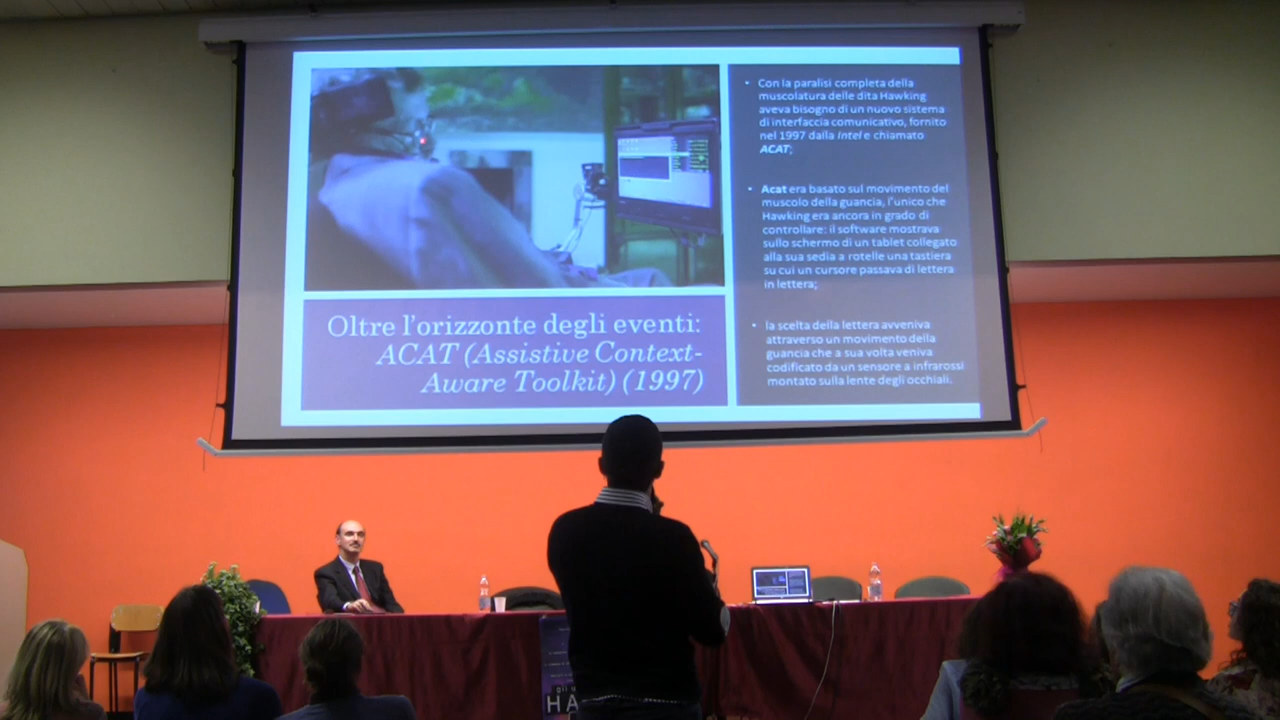 Con la paralisi completa della
muscolatura delle dita Hawking
aveva bisogno di un nuovo sistema
di interfaccia comunicativo, fornito
nel 1997 dalla Intel e chiamato
ACAT;
Acat era basato sul movimento del
muscolo della guancia, l'unico che
Hawking era ancora in grado di
controllare: il software mostrava
sullo schermo di un tablet collegato
alla sua sedia a rotelle una tastiera
su cui un cursore passava di lettera
in lettera;
la scelta della lettera avveniva
attraverso un movimento della
guancia che a sua volta veniva
codificato da un sensore a infrarossi
montato sulla lente degli occhiali.
Oltre l'orizzonte degli eventi:
ACAT (Assistive Context-
Aware Toolkit) (1997)
HA